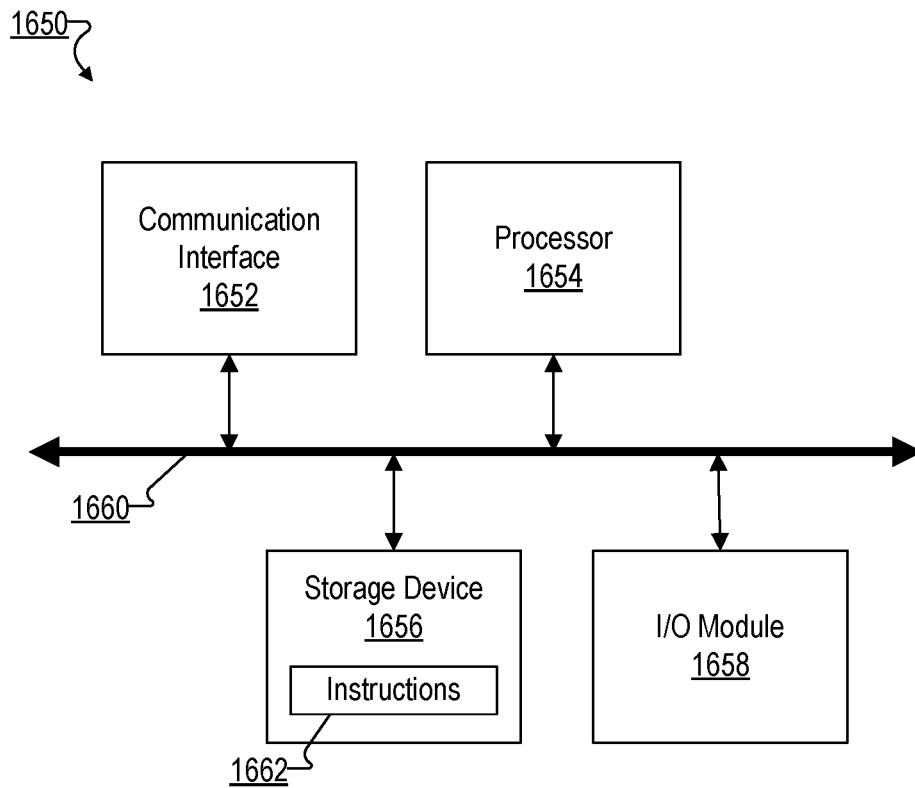 1650
Communication
Interface
1652
Processor
1654
1660
Storage Device
1656
Instructions
1662
I/O Module
1658